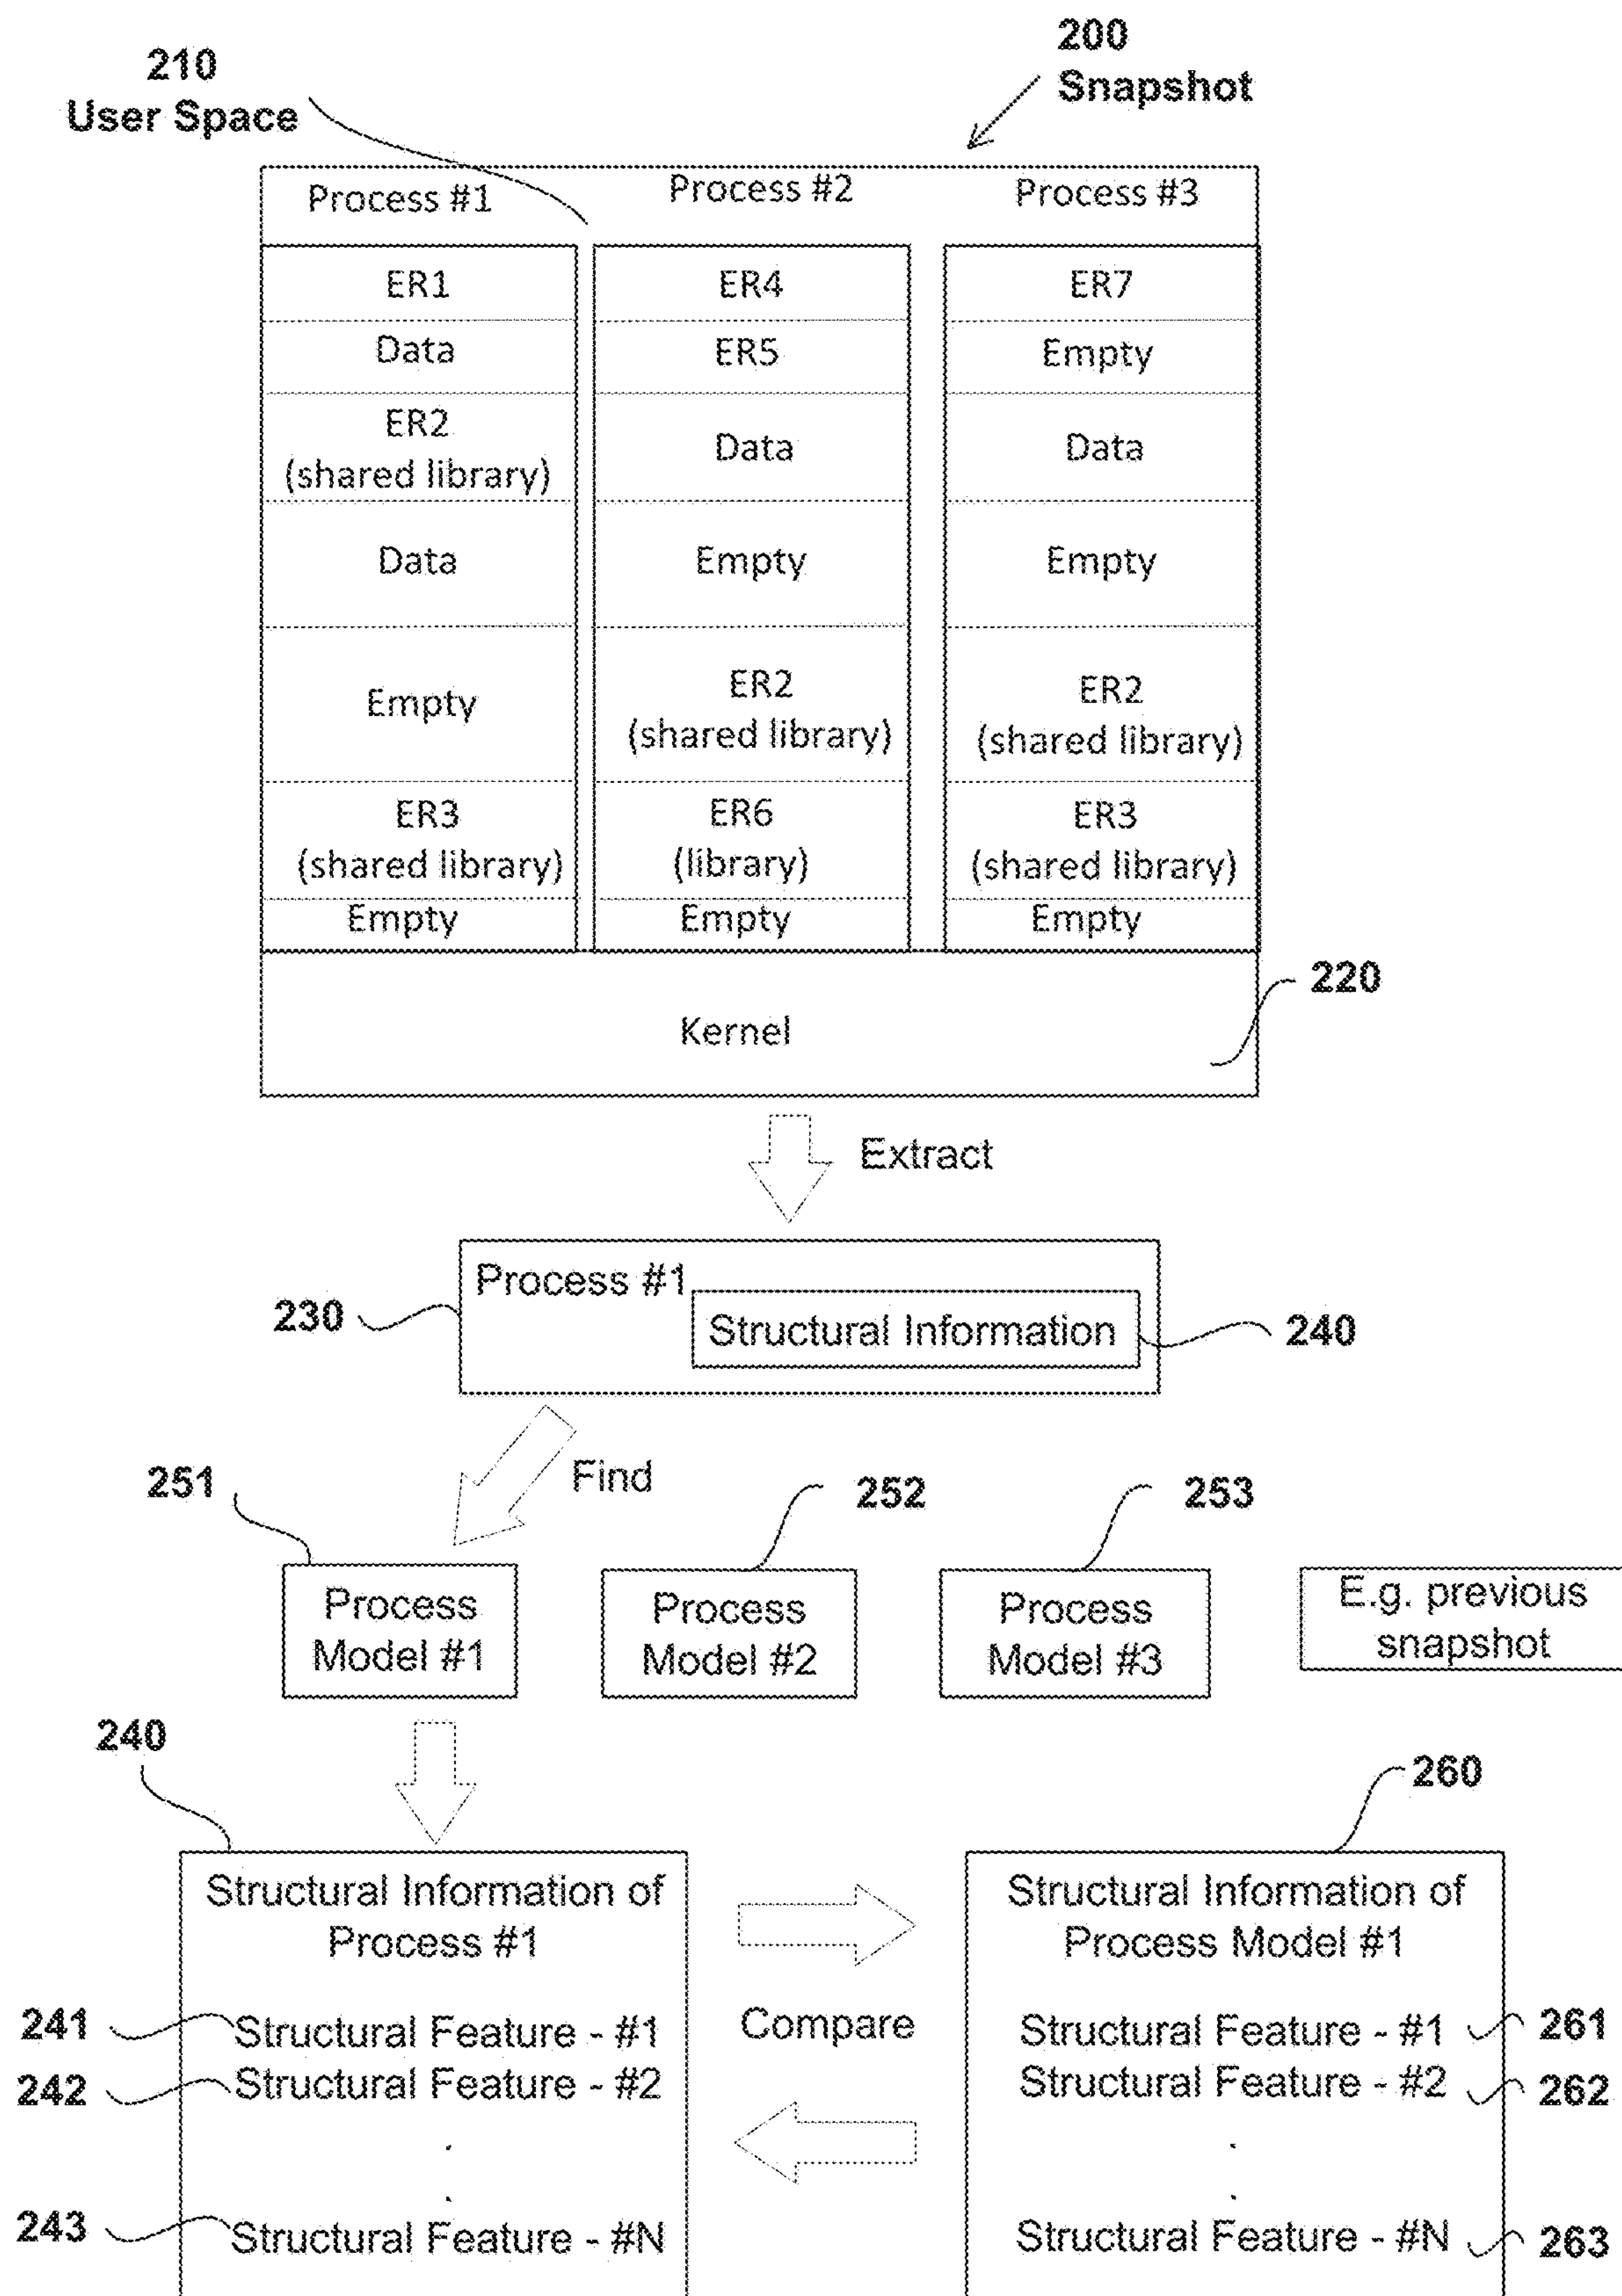 200
Snapshot
210
User Space
Process #1 Process #2 Process #3
ER1 ER4 ER7
Data ER5 Empty
ER2
(shared library)
Data Data
Data Empty Empty
Empty
ER2
(shared library)
ER2
(shared library)
ER3
(shared library)
ER6
(library)
ER3
(shared library)
Empty Empty Empty
220
Kernel
Extract
Process #1
230
Structural Information
240
Find
251
252
253
Process
Model #1
Process
Model #2
Process
Model #3
E.g. previous
snapshot
240
260
Structural Information of
Process #1
Structural Information of
Process Model #1
241
Structural Feature - #1
Compare
Structural Feature - #1
261
242
Structural Feature - #2
Structural Feature - #2
262
.
.
.
.
243
Structural Feature - #N
Structural Feature - #N
263